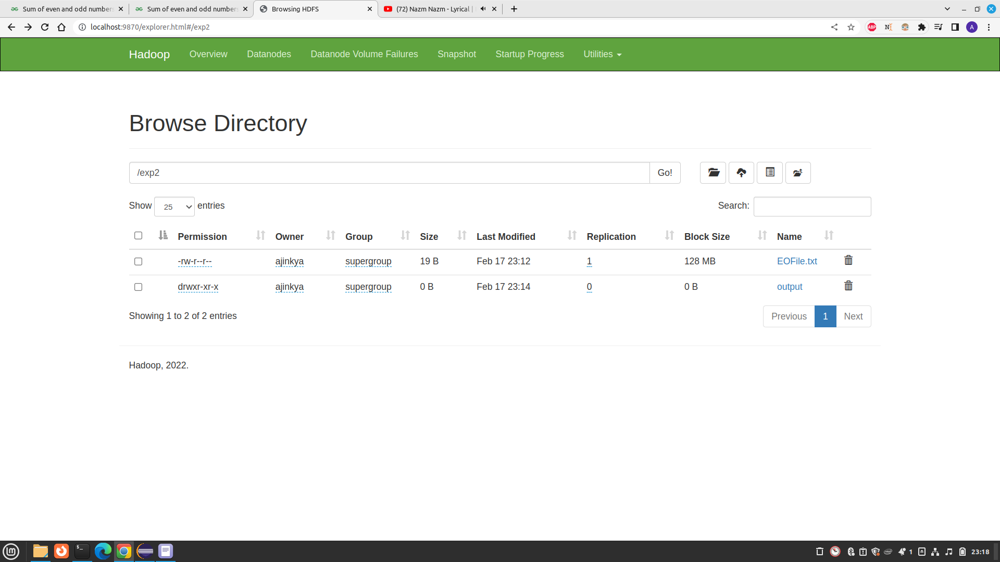 Sum of even and odd numbers
Sum of even and odd numbers
Browsing HDFS
(72) Nazm Nazm - Lyrical |
localhost:9870/explorer.html#/exp2
ABP
N
A
Hadoop
Overview
Datanodes
Datanode Volume Failures
Snapshot
Startup Progress
Utilities
Browse Directory
/exp2
Go!
Show 25 entries
Search:
Permission Owner Group Size Last Modified Replication Block Size Name
-rw-r--r-- ajinkya supergroup 19 B Feb 17 23:12 1 128 MB EOFile.txt
drwxr-xr-x ajinkya supergroup 0 B Feb 17 23:14 0 0 B output
Showing 1 to 2 of 2 entries
Previous 1 Next
Hadoop, 2022.
$_
intel
1
23:18